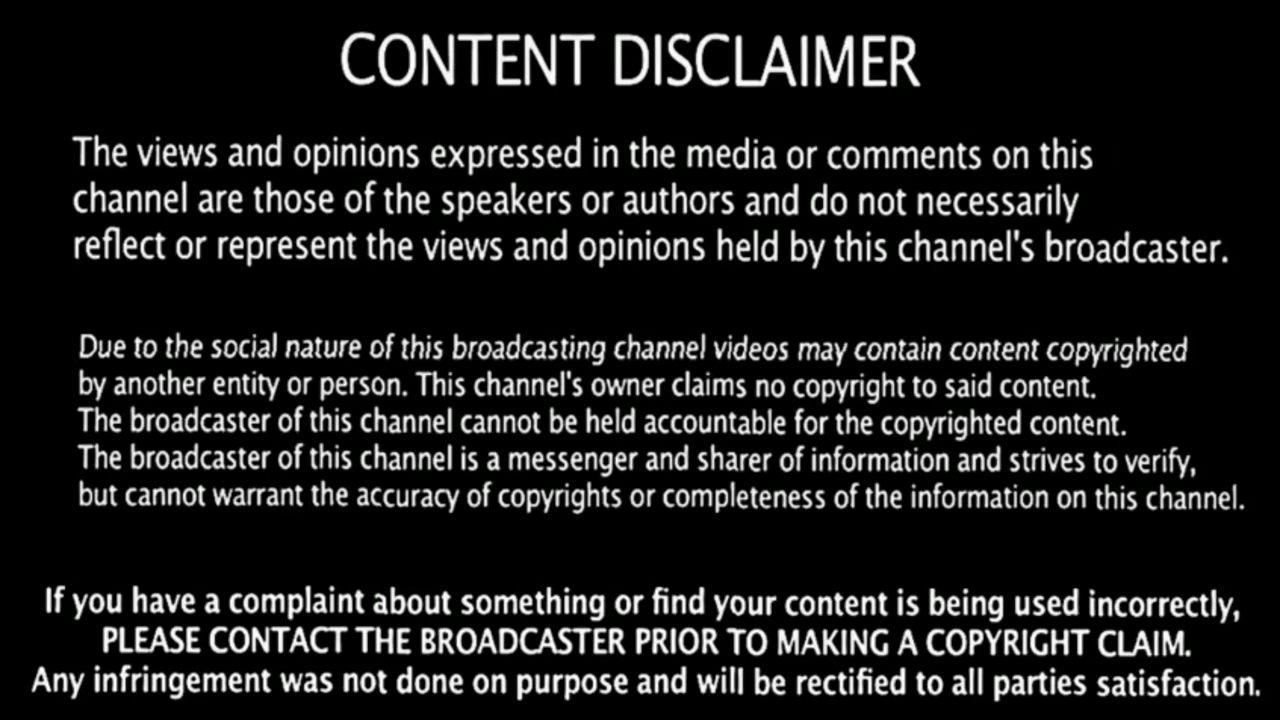 CONTENT DISCLAIMER
The views and opinions expressed in the media or comments on this
channel are those of the speakers or authors and do not necessarily
reflect or represent the views and opinions held by this channel's broadcaster.
Due to the social nature of this broadcasting channel videos may contain content copyrighted
by another entity or person. This channel's owner claims no copyright to said content.
The broadcaster of this channel cannot be held accountable for the copyrighted content.
The broadcaster of this channel is a messenger and sharer of information and strives to verify,
but cannot warrant the accuracy of copyrights or completeness of the information on this channel.
If you have a complaint about something or find your content is being used incorrectly,
PLEASE CONTACT THE BROADCASTER PRIOR TO MAKING A COPYRIGHT CLAIM.
Any infringement was not done on purpose and will be rectified to all parties satisfaction.